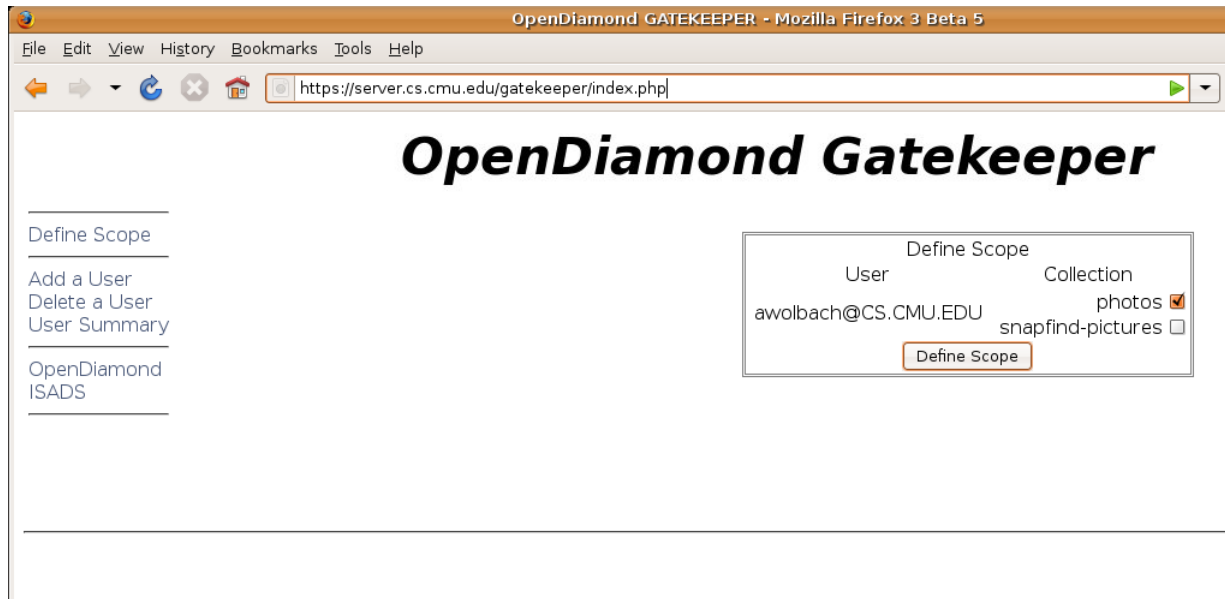 OpenDiamond GATEKEEPER - Mozilla Firefox 3 Beta 5
File Edit View History Bookmarks Tools Help
https://server.cs.cmu.edu/gatekeeper/index.php
OpenDiamond Gatekeeper
Define Scope
Add a User
Delete a User
User Summary
OpenDiamond
ISADS
Define Scope
User Collection
awolbach@CS.CMU.EDU
photos
snapfind-pictures
Define Scope